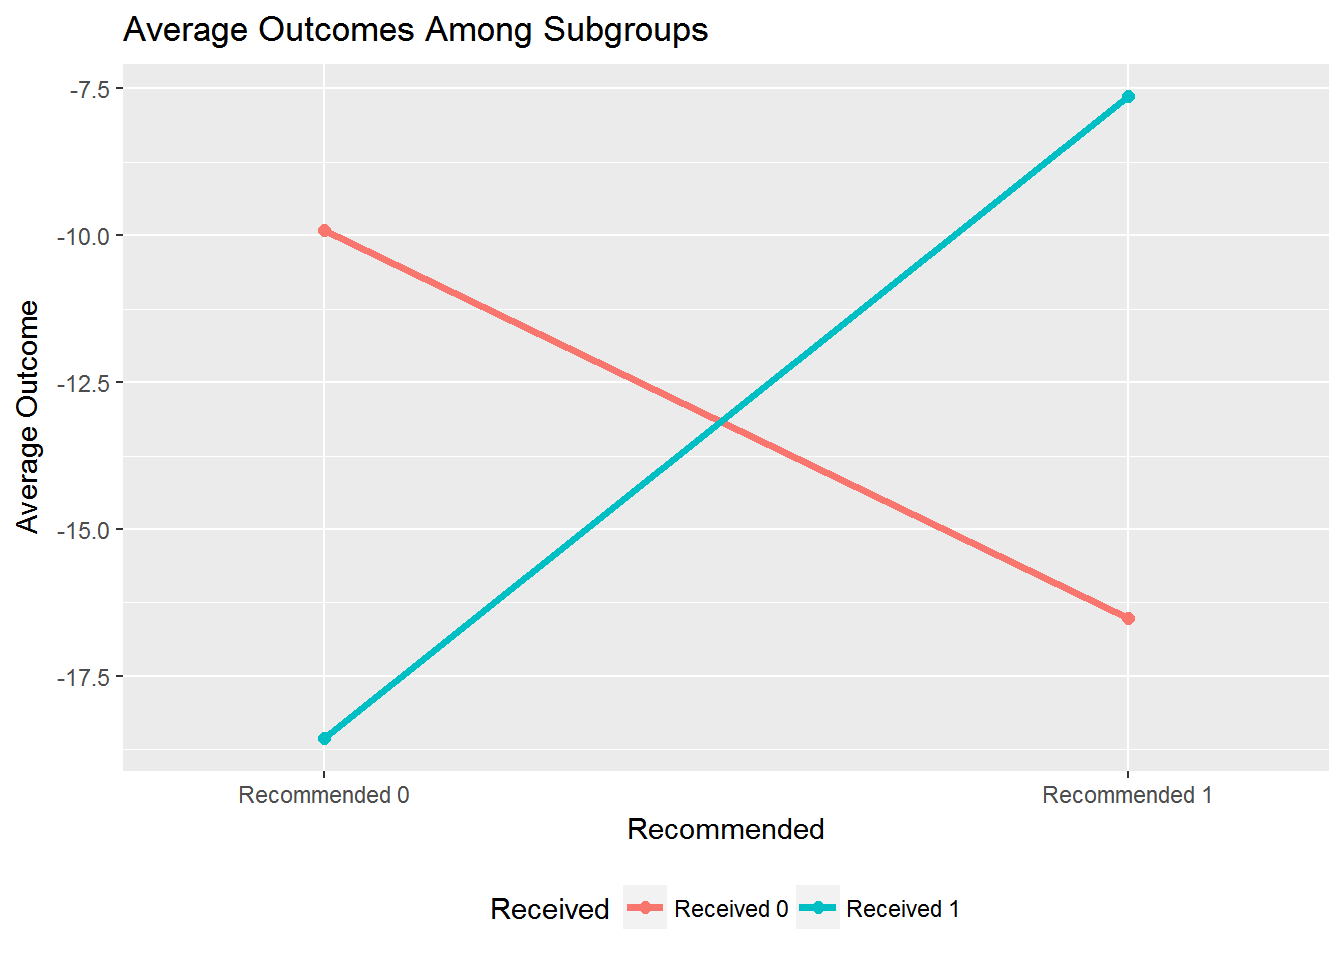 Average Outcomes Among Subgroups
Average Outcome
-7.5
-10.0
-12.5
-15.0
-17.5
Recommended 0 Recommended 1
Recommended
Received Received 0 Received 1